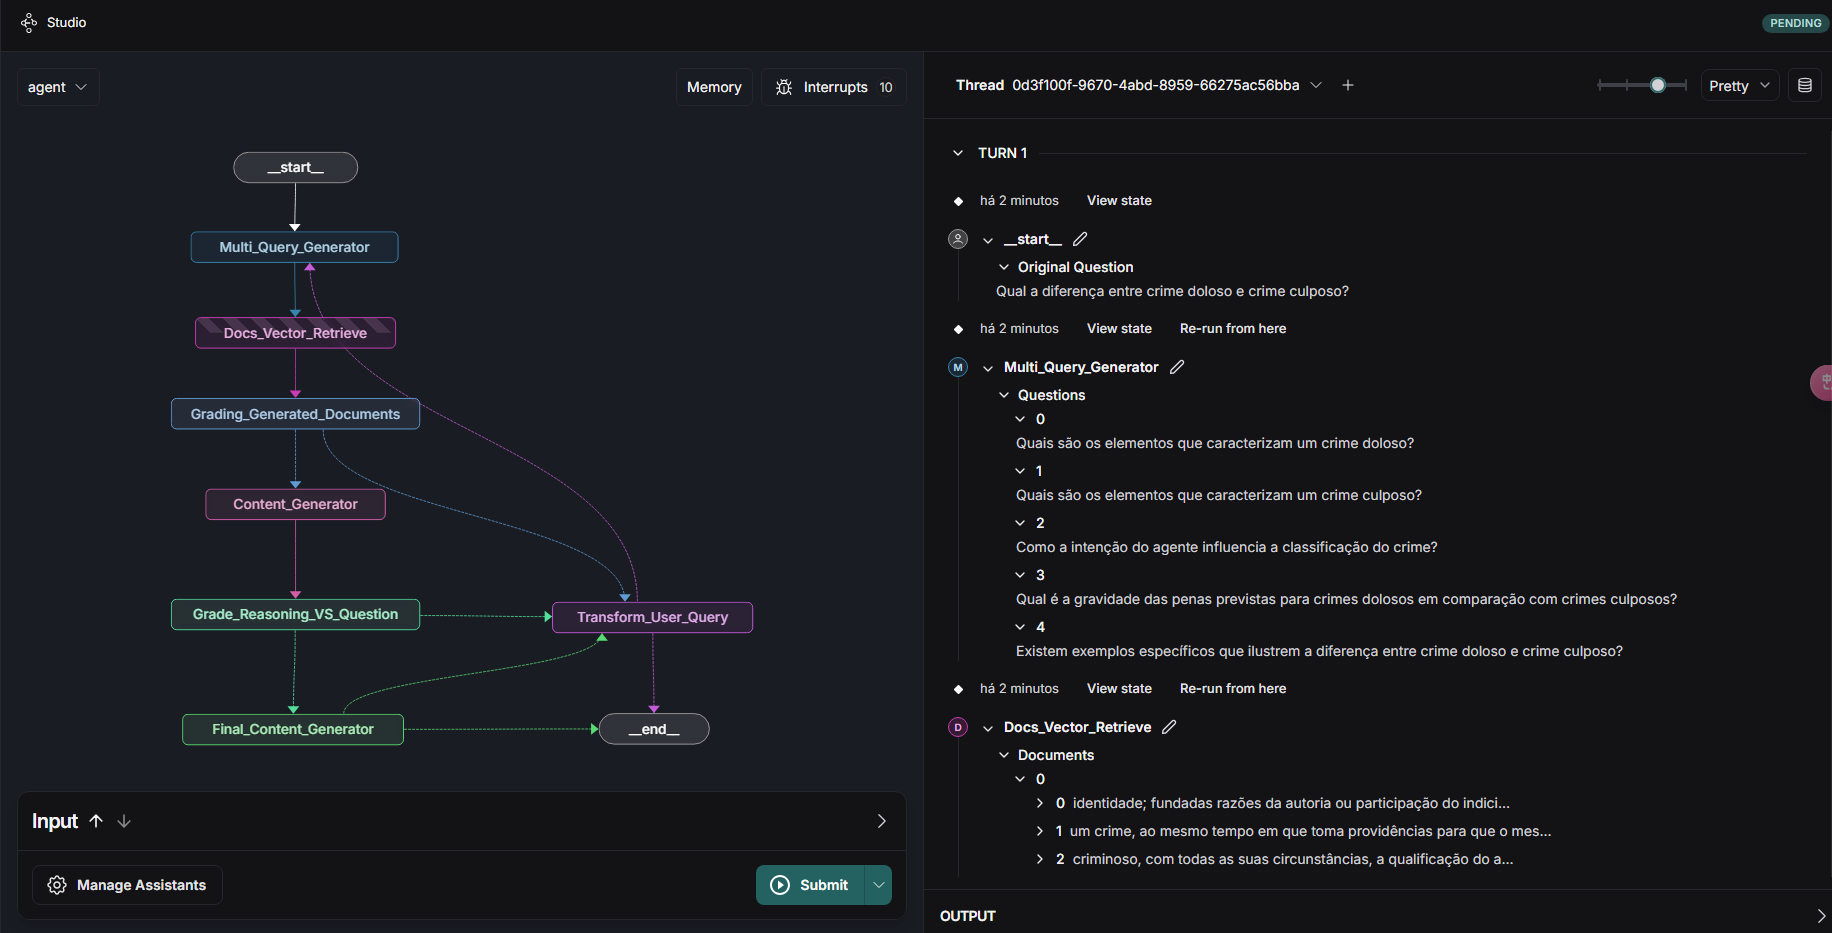 Studio
PENDING
agent
Memory
Interrupts 10
__start__
Multi_Query_Generator
Docs_Vector_Retrieve
Grading_Generated_Documents
Content_Generator
Grade_Reasoning_VS_Question
Transform_User_Query
Final_Content_Generator
__end__
Input
Manage Assistants
Submit
Thread 0d3f100f-9670-4abd-8959-66275ac56bba
Pretty
TURN 1
há 2 minutos View state
__start__
Original Question
Qual a diferença entre crime doloso e crime culposo?
há 2 minutos View state Re-run from here
M Multi_Query_Generator
Questions
0
Quais são os elementos que caracterizam um crime doloso?
1
Quais são os elementos que caracterizam um crime culposo?
2
Como a intenção do agente influencia a classificação do crime?
3
Qual é a gravidade das penas previstas para crimes dolosos em comparação com crimes culposos?
4
Existem exemplos específicos que ilustrem a diferença entre crime doloso e crime culposo?
há 2 minutos View state Re-run from here
D Docs_Vector_Retrieve
Documents
0
0 identidade; fundadas razões da autoria ou participação do indici...
1 um crime, ao mesmo tempo em que toma providências para que o mes...
2 criminoso, com todas as suas circunstâncias, a qualificação do a...
OUTPUT